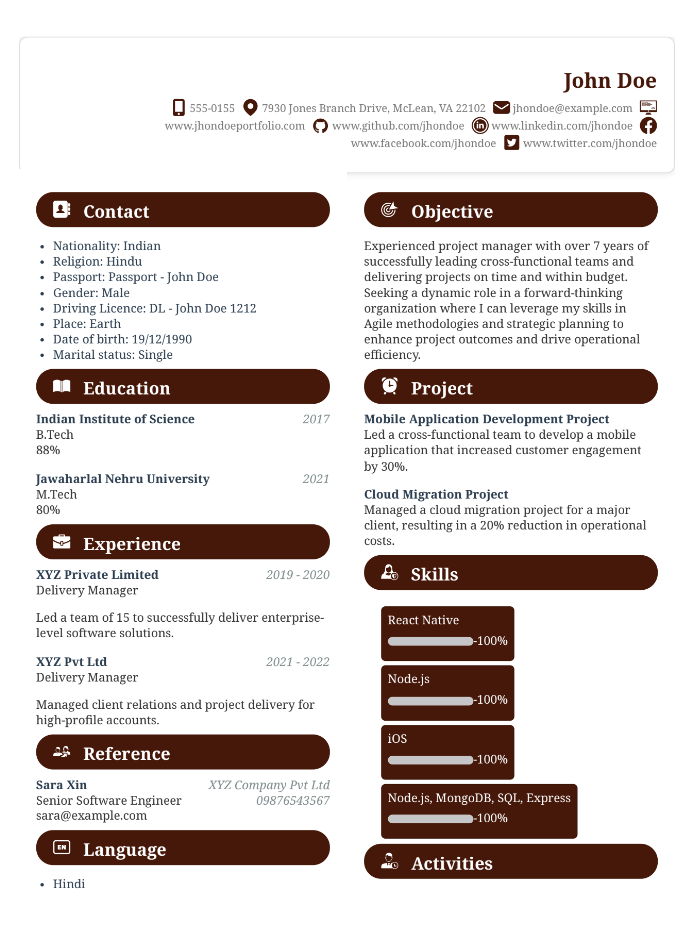 John Doe
555-0155 7930 Jones Branch Drive, McLean, VA 22102 jhondoe@example.com
www.jhondoeportfolio.com www.github.com/jhondoe www.linkedin.com/jhondoe
www.facebook.com/jhondoe www.twitter.com/jhondoe
Contact
Nationality: Indian
Religion: Hindu
Passport: Passport - John Doe
Gender: Male
Driving Licence: DL - John Doe 1212
Place: Earth
Date of birth: 19/12/1990
Marital status: Single
Education
Indian Institute of Science 2017
B.Tech
88%
Jawaharlal Nehru University 2021
M.Tech
80%
Experience
XYZ Private Limited 2019 - 2020
Delivery Manager
Led a team of 15 to successfully deliver enterprise-
level software solutions.
XYZ Pvt Ltd 2021 - 2022
Delivery Manager
Managed client relations and project delivery for
high-profile accounts.
Reference
Sara Xin XYZ Company Pvt Ltd
Senior Software Engineer 09876543567
sara@example.com
EN Language
Hindi
Objective
Experienced project manager with over 7 years of
successfully leading cross-functional teams and
delivering projects on time and within budget.
Seeking a dynamic role in a forward-thinking
organization where I can leverage my skills in
Agile methodologies and strategic planning to
enhance project outcomes and drive operational
efficiency.
Project
Mobile Application Development Project
Led a cross-functional team to develop a mobile
application that increased customer engagement
by 30%.
Cloud Migration Project
Managed a cloud migration project for a major
client, resulting in a 20% reduction in operational
costs.
Skills
React Native
-100%
Node.js
-100%
iOS
-100%
Node.js, MongoDB, SQL, Express
-100%
Activities